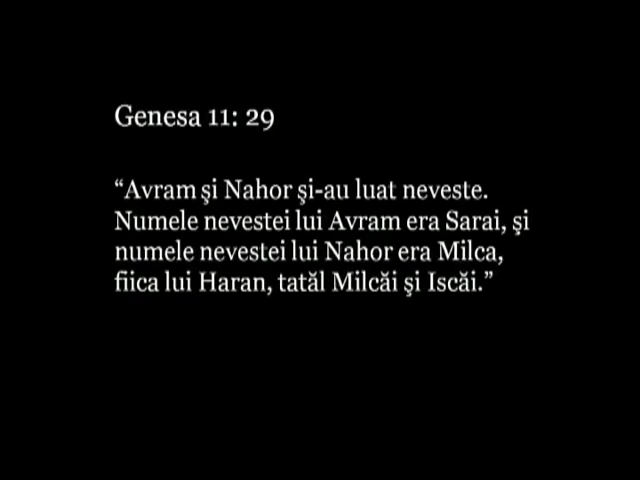 Genesa 11: 29
“Avram şi Nahor şi-au luat neveste.
Numele nevestei lui Avram era Sarai, şi
numele nevestei lui Nahor era Milca,
fiica lui Haran, tatăl Milcăi şi Iscăi.”